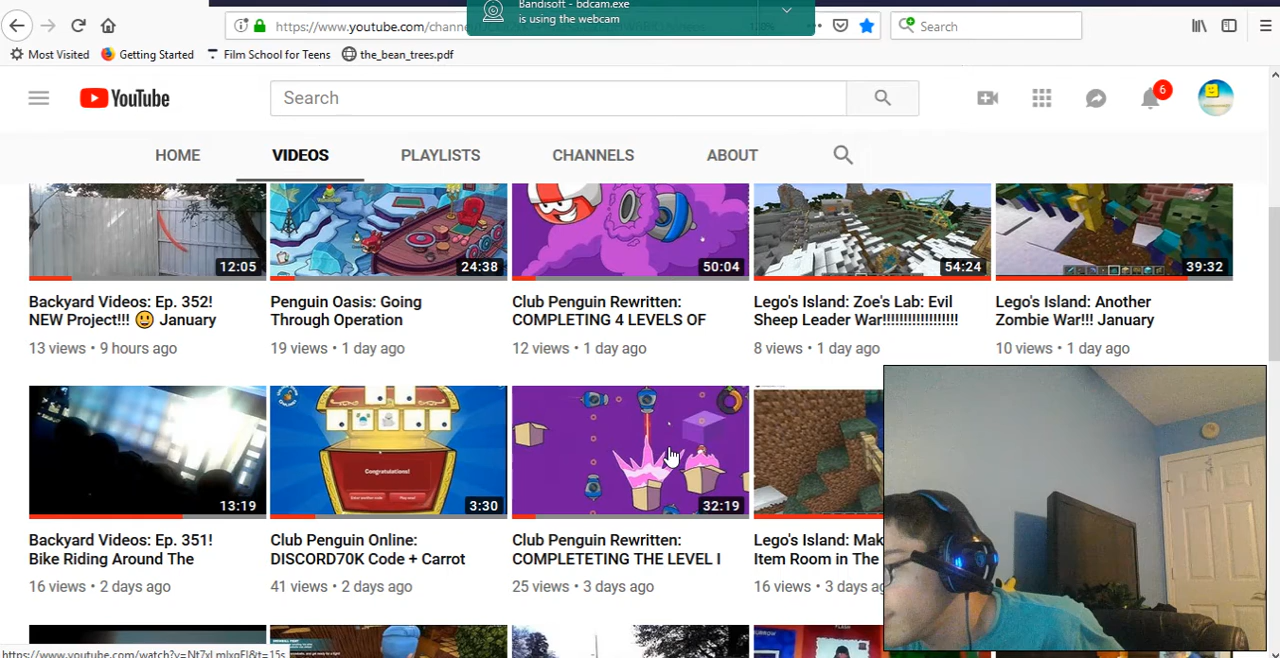 Bandisoft - bdcam.exe
is using the webcam
https://www.youtube.com/chann
Search
Most Visited
Getting Started
Film School for Teens
the_bean_trees.pdf
YouTube
Search
6
HOME
VIDEOS
PLAYLISTS
CHANNELS
ABOUT
12:05
24:38
50:04
54:24
39:32
Backyard Videos: Ep. 352!
NEW Project!!! 😃 January
13 views • 9 hours ago
Penguin Oasis: Going
Through Operation
19 views • 1 day ago
Club Penguin Rewritten:
COMPLETING 4 LEVELS OF
12 views • 1 day ago
Lego's Island: Zoe's Lab: Evil
Sheep Leader War!!!!!!!!!!!!!!!!!!
8 views • 1 day ago
Lego's Island: Another
Zombie War!!! January
10 views • 1 day ago
Congratulations!
13:19
3:30
32:19
Backyard Videos: Ep. 351!
Bike Riding Around The
16 views • 2 days ago
Club Penguin Online:
DISCORD70K Code + Carrot
41 views • 2 days ago
Club Penguin Rewritten:
COMPLETETING THE LEVEL I
25 views • 3 days ago
Lego's Island: Mak
Item Room in The
16 views • 3 days